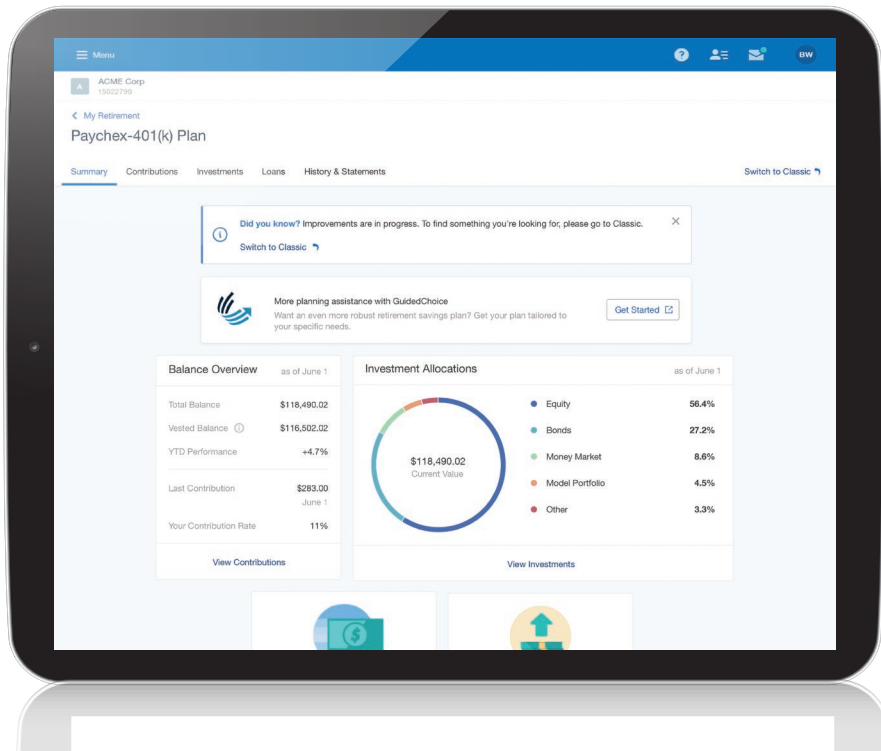 Menu
BW
A
ACME Corp
15022799
My Retirement
Paychex-401(k) Plan
Summary Contributions Investments Loans History & Statements Switch to Classic
Did you know? Improvements are in progress. To find something you're looking for, please go to Classic.
Switch to Classic
More planning assistance with GuidedChoice
Want an even more robust retirement savings plan? Get your plan tailored to
your specific needs.
Get Started
Balance Overview as of June 1
Total Balance $118,490.02
Vested Balance $116,502.02
YTD Performance +4.7%
Last Contribution $283.00
June 1
Your Contribution Rate 11%
View Contributions
Investment Allocations as of June 1
$118,490.02
Current Value
Equity 56.4%
Bonds 27.2%
Money Market 8.6%
Model Portfolio 4.5%
Other 3.3%
View Investments